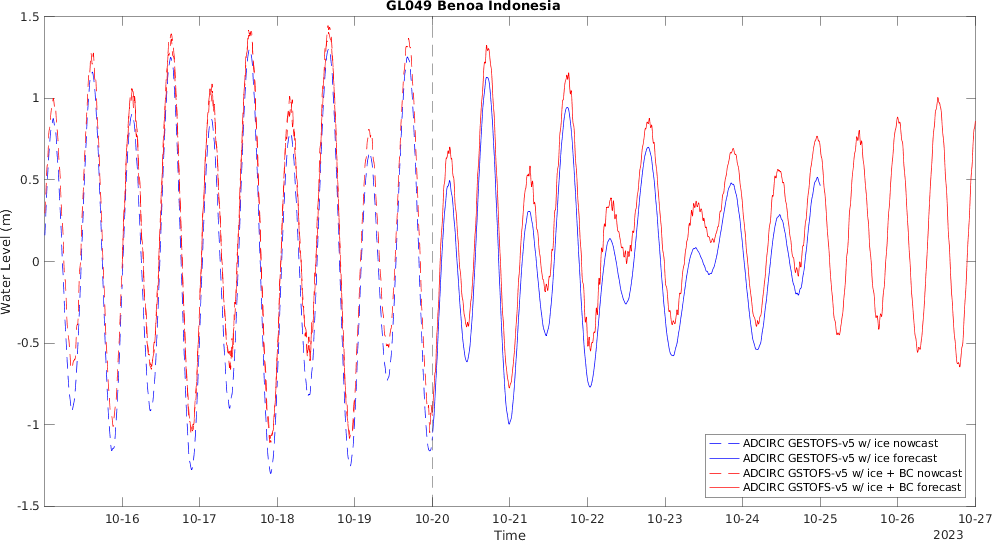 GL049 Benoa Indonesia
1.5
1
0.5
0
-0.5
-1
-1.5
Water Level (m)
ADCIRC GESTOFS-v5 w/ ice nowcast
ADCIRC GESTOFS-v5 w/ ice forecast
ADCIRC GSTOFS-v5 w/ ice + BC nowcast
ADCIRC GSTOFS-v5 w/ ice + BC forecast
10-16 10-17 10-18 10-19 10-20 10-21 10-22 10-23 10-24 10-25 10-26 10-27
Time
2023